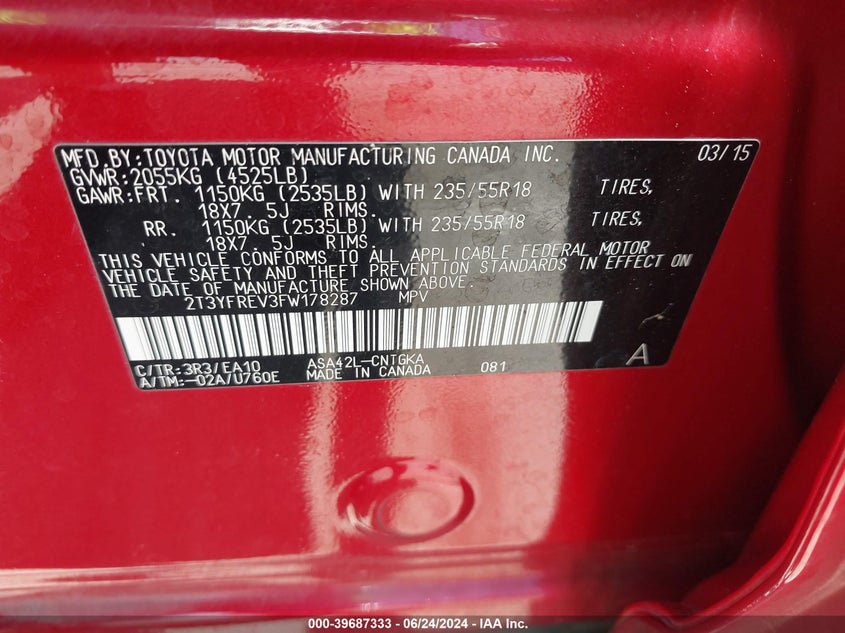 MFD.BY:TOYOTA MOTOR MANUFACTURING CANADA INC. 03/15
GVWR:2055KG (4525LB)
GAWR:FRT. 1150KG (2535LB) WITH 235/55R18 TIRES,
18X7. 5J RIMS.
RR. 1150KG (2535LB) WITH 235/55R18 TIRES,
18X7. 5J RIMS.
THIS VEHICLE CONFORMS TO ALL APPLICABLE FEDERAL MOTOR
VEHICLE SAFETY AND THEFT PREVENTION STANDARDS IN EFFECT ON
THE DATE OF MANUFACTURE SHOWN ABOVE.
2T3YFREV3FW178287 MPV
C/TR:3R3/EA10 ASA42L-CNTGKA A
A/TM:-02A/U760E MADE IN CANADA 081
000-39687333 - 06/24/2024 - IAA Inc.